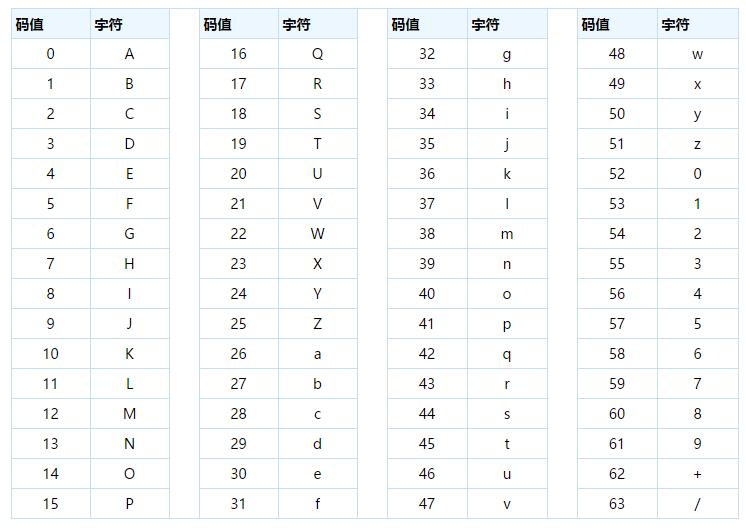 码值 字符 码值 字符 码值 字符 码值 字符
0 A 16 Q 32 g 48 w
1 B 17 R 33 h 49 x
2 C 18 S 34 i 50 y
3 D 19 T 35 j 51 z
4 E 20 U 36 k 52 0
5 F 21 V 37 l 53 1
6 G 22 W 38 m 54 2
7 H 23 X 39 n 55 3
8 I 24 Y 40 o 56 4
9 J 25 Z 41 p 57 5
10 K 26 a 42 q 58 6
11 L 27 b 43 r 59 7
12 M 28 c 44 s 60 8
13 N 29 d 45 t 61 9
14 O 30 e 46 u 62 +
15 P 31 f 47 v 63 /